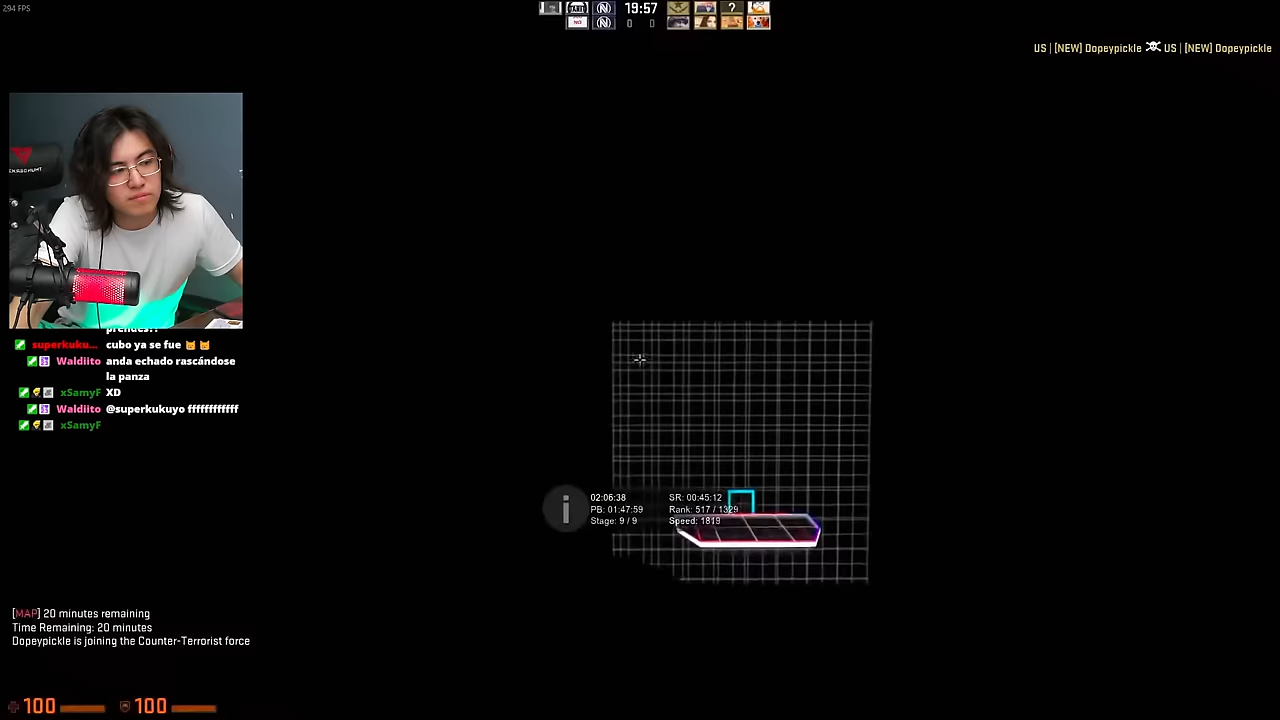 294 FPS
19:57
0 0
US | [NEW] Dopeypickle US | [NEW] Dopeypickle
superkuku... cubo ya se fue
Waldiito anda echado rascándose
la panza
xSamyF XD
Waldiito @superkukuyo ffffffffffff
xSamyF
02:06:38 SR: 00:45:12
PB: 01:47:59 Rank: 517 / 1329
Stage: 9 / 9 Speed: 1819
[MAP] 20 minutes remaining
Time Remaining: 20 minutes
Dopeypickle is joining the Counter-Terrorist force
100 100